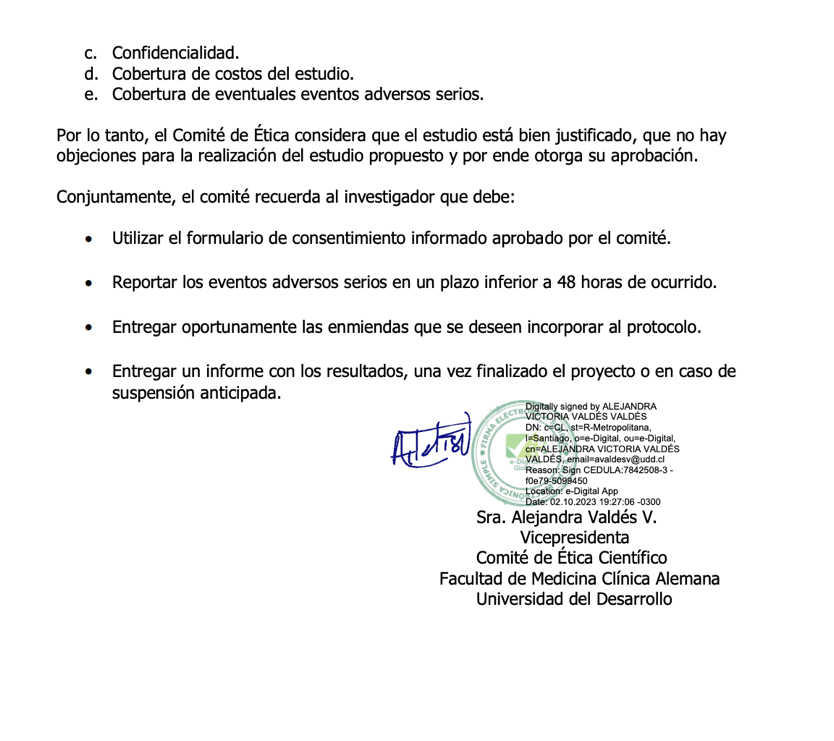 c. Confidencialidad.
d. Cobertura de costos del estudio.
e. Cobertura de eventuales eventos adversos serios.
Por lo tanto, el Comité de Ética considera que el estudio está bien justificado, que no hay
objeciones para la realización del estudio propuesto y por ende otorga su aprobación.
Conjuntamente, el comité recuerda al investigador que debe:
• Utilizar el formulario de consentimiento informado aprobado por el comité.
• Reportar los eventos adversos serios en un plazo inferior a 48 horas de ocurrido.
• Entregar oportunamente las enmiendas que se deseen incorporar al protocolo.
• Entregar un informe con los resultados, una vez finalizado el proyecto o en caso de
suspensión anticipada.
FIRMA ELECTR
SIMPLE
Digitally signed by ALEJANDRA
VICTORIA VALDÉS VALDÉS
DN: c=CL, st=R-Metropolitana,
l=Santiago, o=e-Digital, ou=e-Digital,
cn=ALEJANDRA VICTORIA VALDÉS
VALDÉS, email=avaldesv@udd.cl
Reason: Sign CEDULA:7842508-3 -
f0e79-5099450
Location: e-Digital App
Date: 02.10.2023 19:27:06 -0300
Sra. Alejandra Valdés V.
Vicepresidenta
Comité de Ética Científico
Facultad de Medicina Clínica Alemana
Universidad del Desarrollo